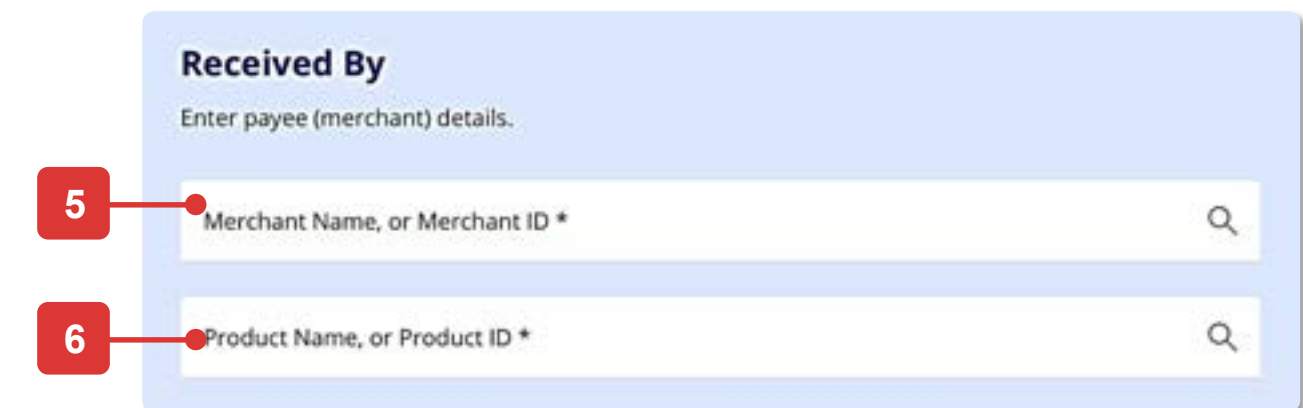 Received By
Enter payee (merchant) details.
5
Merchant Name, or Merchant ID *
6
Product Name, or Product ID *